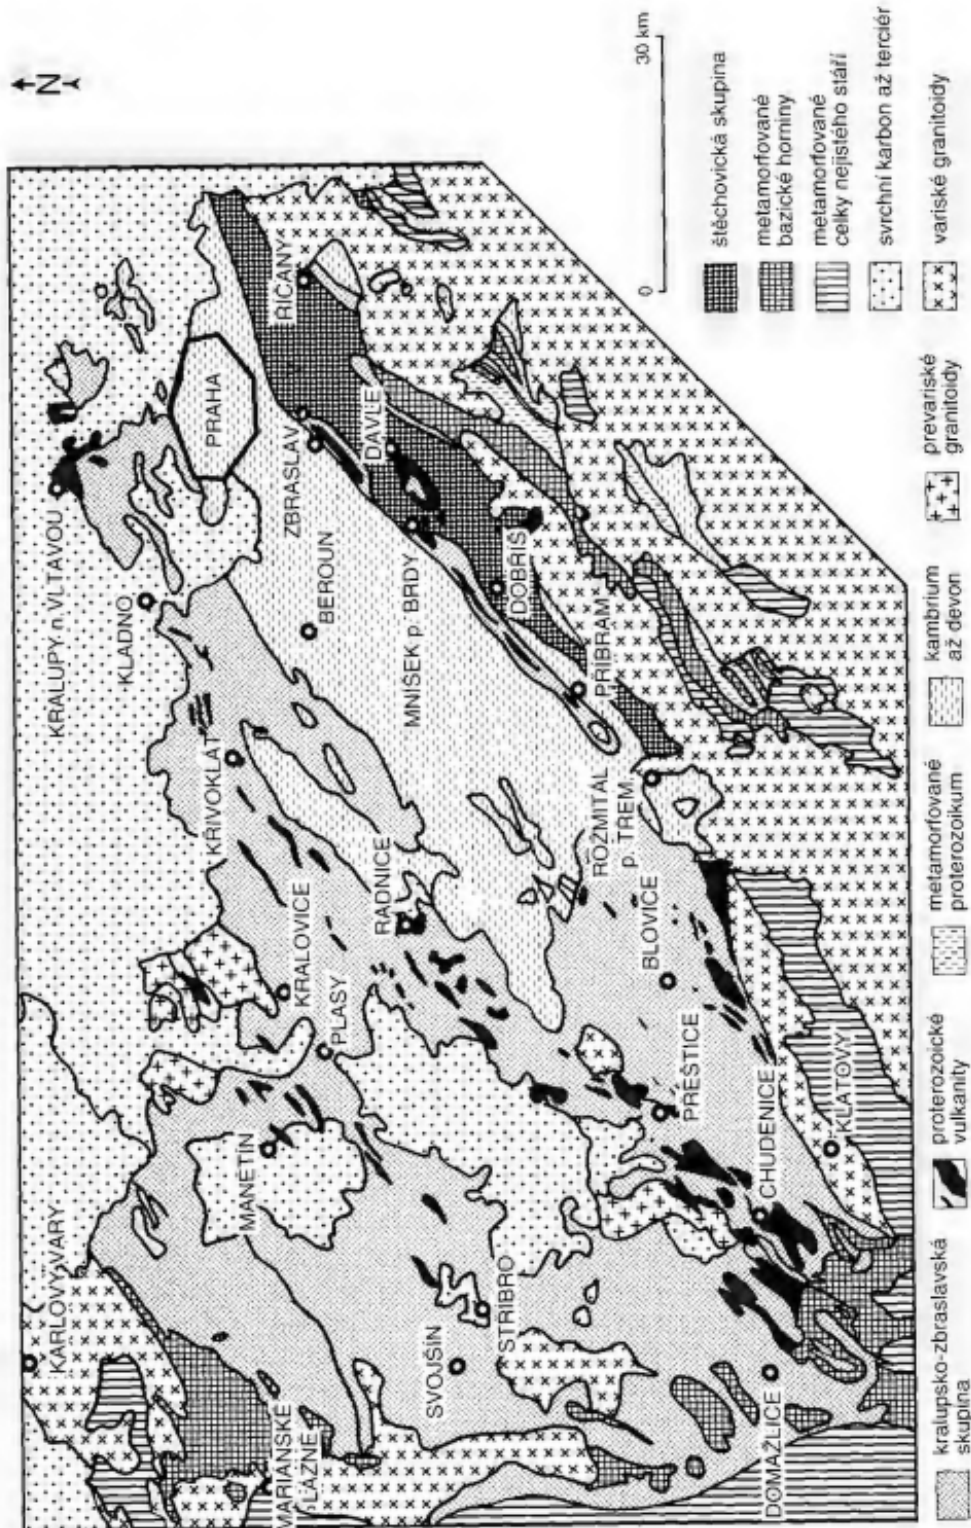 N
KARLOVY VARY
KRALUPY n. VLTAVOU
KLADNO
PRAHA
ŘÍČANY
KŘIVOKLÁT
ZBRASLAV
BEROUN
DAVLE
MNÍŠEK p BRDY
DOBŘÍŠ
PŘÍBRAM
KRALOVICE
PLASY
RADNICE
MANĚTÍN
ROŽMITÁL
p. TŘEM.
BLOVICE
MARIÁNSKÉ
LÁZNĚ
SVOJŠÍN
STŘÍBRO
PŘEŠTICE
CHUDENICE
KLATOVY
DOMAŽLICE
0 30 km
kralupsko-zbraslavská
skupina
proterozoické
vulkanity
metamorfované
proterozoikum
kambrium
až devon
prevariské
granitoidy
štěchovická skupina
metamorfované
bazické horniny
metamorfované
celky nejistého stáří
svrchní karbon až terciér
variské granitoidy